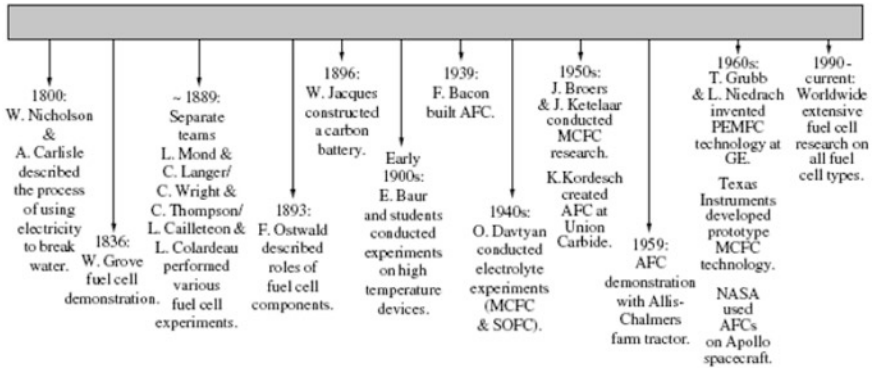 1800:
W. Nicholson
&
A. Carlisle
described
the process
of using
electricity
to break
water.
1836:
W. Grove
fuel cell
demonstration.
~ 1889:
Separate
teams
L. Mond &
C. Langer/
C. Wright &
C. Thompson/
L. Cailleteon &
L. Colardeau
performed
various
fuel cell
experiments.
1893:
F. Ostwald
described
roles of
fuel cell
components.
1896:
W. Jacques
constructed
a carbon
battery.
Early
1900s:
E. Baur
and students
conducted
experiments
on high
temperature
devices.
1939:
F. Bacon
built AFC.
1940s:
O. Davtyan
conducted
electrolyte
experiments
(MCFC
& SOFC).
1950s:
J. Broers
& J. Ketelaar
conducted
MCFC
research.
K.Kordesch
created
AFC at
Union
Carbide.
1959:
AFC
demonstration
with Allis-
Chalmers
farm tractor.
1960s:
T. Grubb
& L. Niedrach
invented
PEMFC
technology at
GE.
Texas
Instruments
developed
prototype
MCFC
technology.
NASA
used
AFCs
on Apollo
spacecraft.
1990-
current:
Worldwide
extensive
fuel cell
research on
all fuel
cell types.